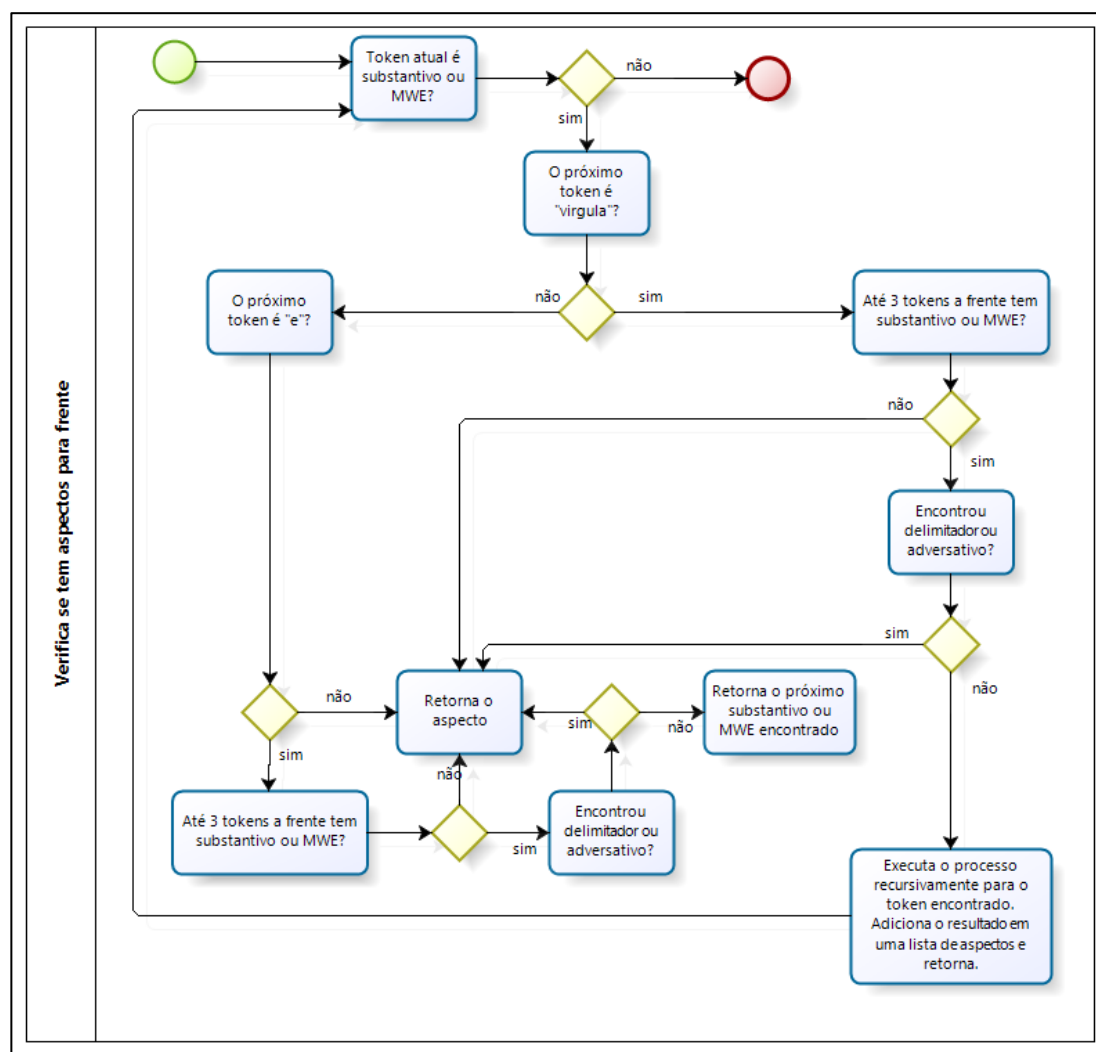 Verifica se tem aspectos para frente
Token atual é
substantivo ou
MWE?
não
sim
O próximo
token é
"virgula"?
não
sim
O próximo
token é "e"?
Até 3 tokens a frente tem
substantivo ou MWE?
não
sim
Encontrou
delimitador ou
adversativo?
sim
não
Retorna o
aspecto
Retorna o próximo
substantivo ou
MWE encontrado
não
sim
sim
não
Até 3 tokens a frente tem
substantivo ou MWE?
não
sim
Encontrou
delimitador ou
adversativo?
Executa o processo
recursivamente para o
token encontrado.
Adiciona o resultado em
uma lista de aspectos e
retorna.